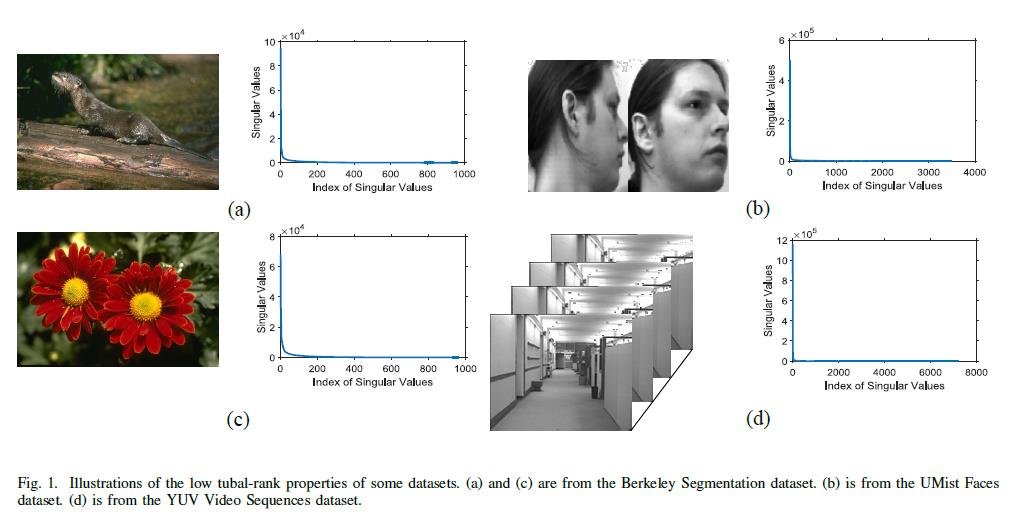 ×10^4
10
8
6
4
2
0
Singular Values
0 200 400 600 800 1000
Index of Singular Values
(a)
×10^5
6
4
2
0
Singular Values
0 1000 2000 3000 4000
Index of Singular Values
(b)
×10^4
8
6
4
2
0
Singular Values
0 200 400 600 800 1000
Index of Singular Values
(c)
×10^5
12
10
8
6
4
2
0
Singular Values
0 2000 4000 6000 8000
Index of Singular Values
(d)
Fig. 1. Illustrations of the low tubal-rank properties of some datasets. (a) and (c) are from the Berkeley Segmentation dataset. (b) is from the UMist Faces
dataset. (d) is from the YUV Video Sequences dataset.